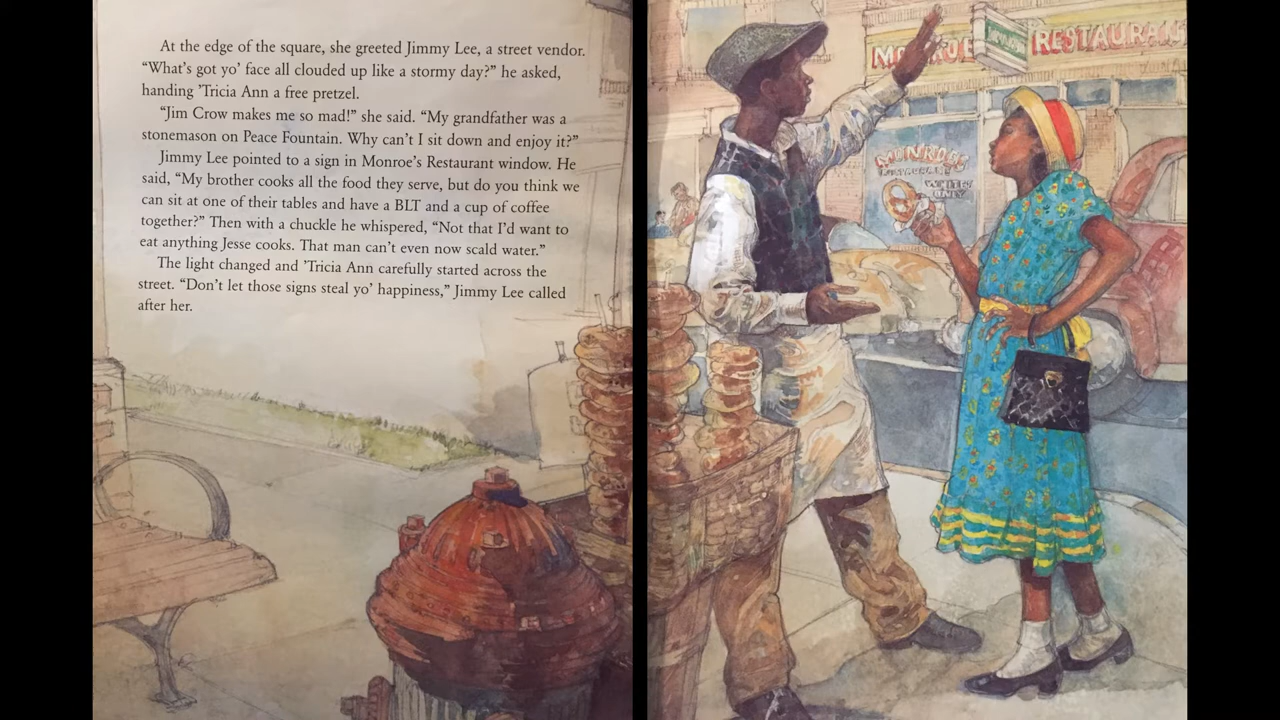 At the edge of the square, she greeted Jimmy Lee, a street vendor.
“What’s got yo’ face all clouded up like a stormy day?” he asked,
handing ’Tricia Ann a free pretzel.
“Jim Crow makes me so mad!” she said. “My grandfather was a
stonemason on Peace Fountain. Why can’t I sit down and enjoy it?”
Jimmy Lee pointed to a sign in Monroe’s Restaurant window. He
said, “My brother cooks all the food they serve, but do you think we
can sit at one of their tables and have a BLT and a cup of coffee
together?” Then with a chuckle he whispered, “Not that I’d want to
eat anything Jesse cooks. That man can’t even now scald water.”
The light changed and ’Tricia Ann carefully started across the
street. “Don’t let those signs steal yo’ happiness,” Jimmy Lee called
after her.
RESTAURANT
MONROES
RESTAURANT
WHITES
ONLY